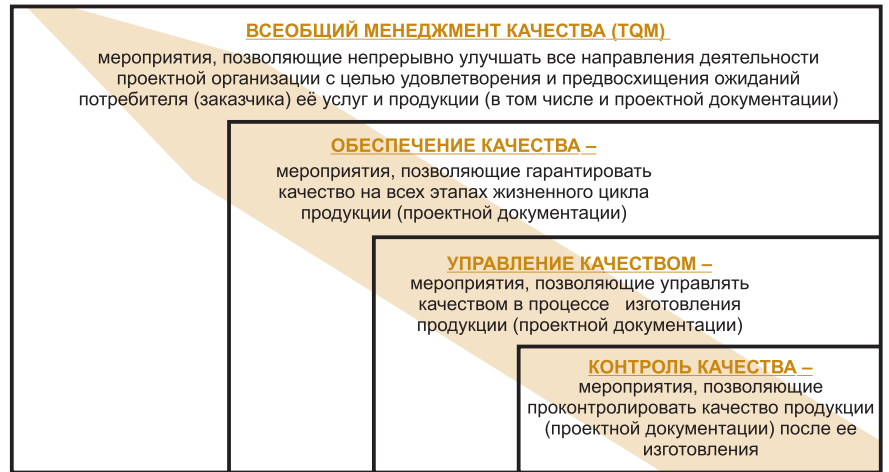 ВСЕОБЩИЙ МЕНЕДЖМЕНТ КАЧЕСТВА (TQM)
мероприятия, позволяющие непрерывно улучшать все направления деятельности
проектной организации с целью удовлетворения и предвосхищения ожиданий
потребителя (заказчика) её услуг и продукции (в том числе и проектной документации)
ОБЕСПЕЧЕНИЕ КАЧЕСТВА –
мероприятия, позволяющие гарантировать
качество на всех этапах жизненного цикла
продукции (проектной документации)
УПРАВЛЕНИЕ КАЧЕСТВОМ –
мероприятия, позволяющие управлять
качеством в процессе изготовления
продукции (проектной документации)
КОНТРОЛЬ КАЧЕСТВА –
мероприятия, позволяющие
проконтролировать качество продукции
(проектной документации) после ее
изготовления